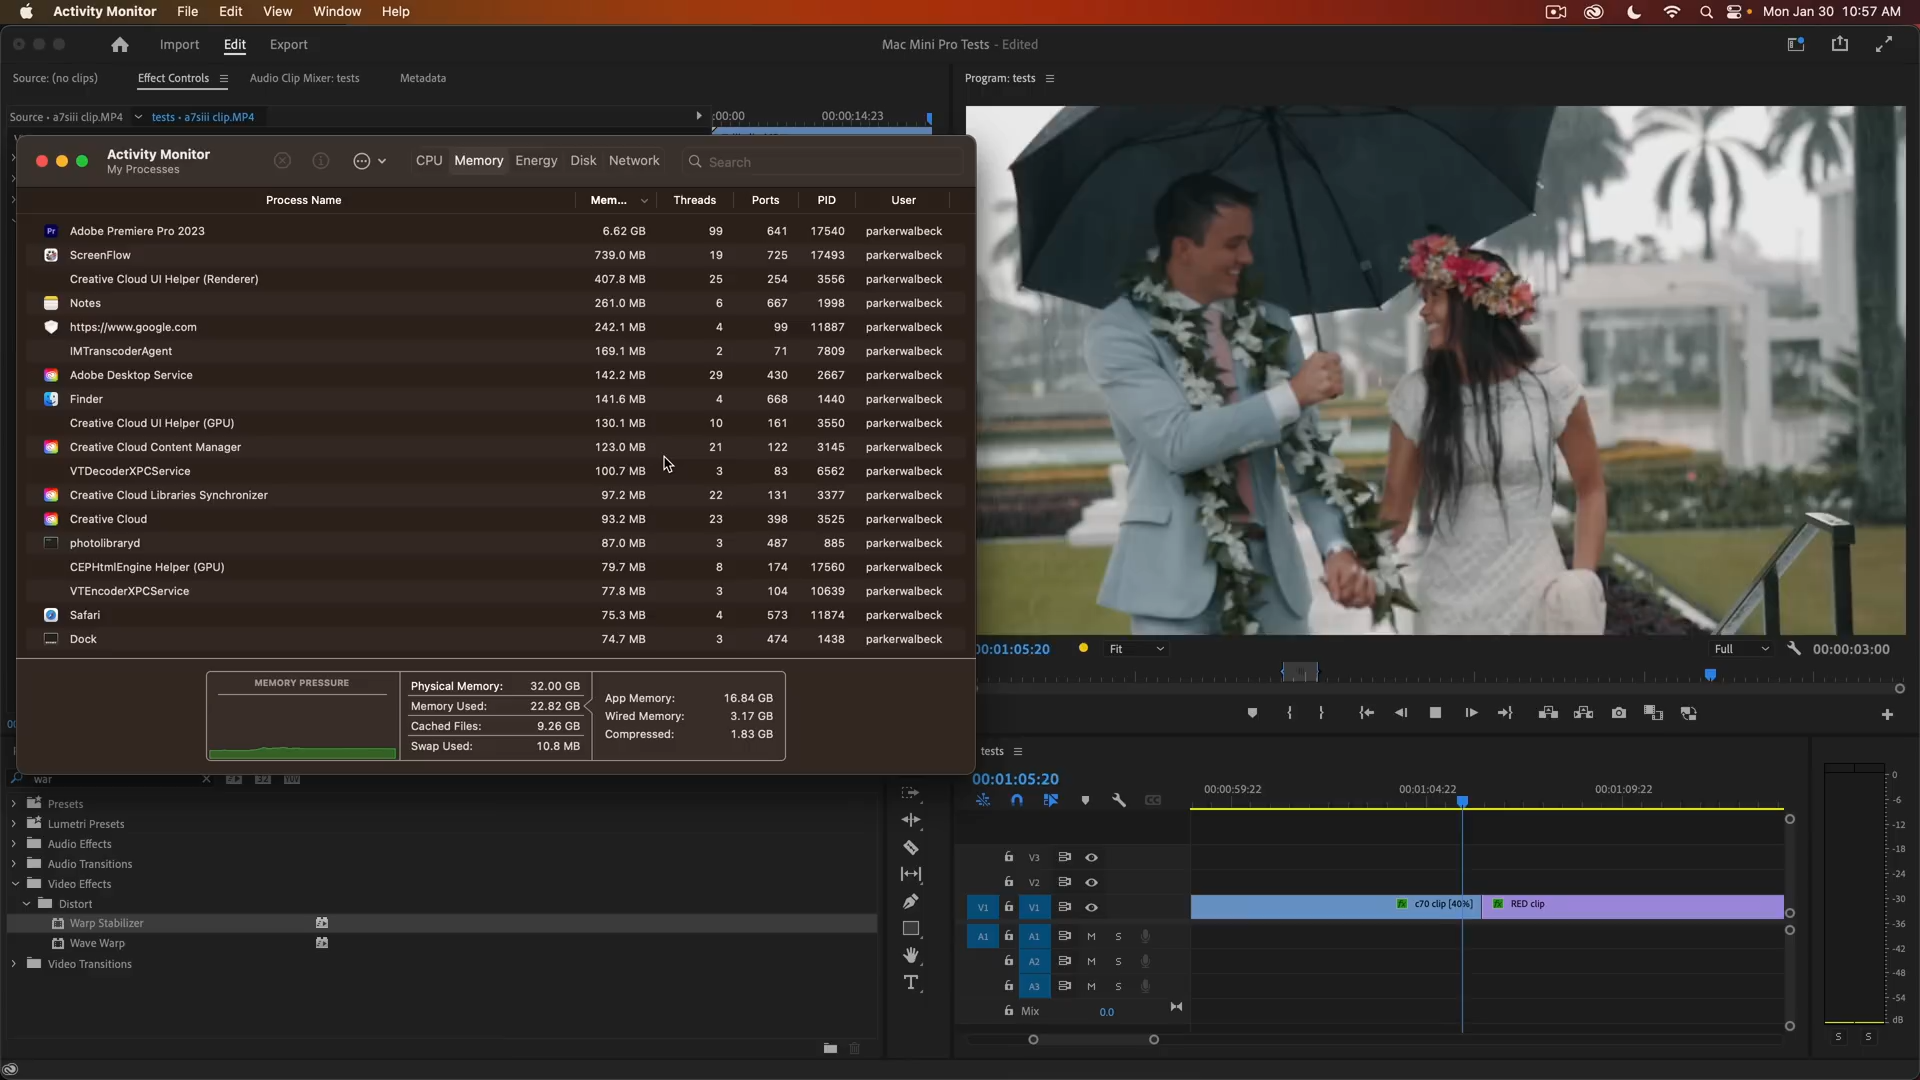 Activity Monitor File Edit View Window Help Mon Jan 30 10:57 AM
Import Edit Export Mac Mini Pro Tests - Edited
Source: (no clips) Effect Controls Audio Clip Mixer: tests Metadata Program: tests
Source • a7siii clip.MP4 tests • a7siii clip.MP4 :00:00 00:00:14:23
Activity Monitor
My Processes
CPU Memory Energy Disk Network Search
Process Name Mem... Threads Ports PID User
Adobe Premiere Pro 2023 6.62 GB 99 641 17540 parkerwalbeck
ScreenFlow 739.0 MB 19 725 17493 parkerwalbeck
Creative Cloud UI Helper (Renderer) 407.8 MB 25 254 3556 parkerwalbeck
Notes 261.0 MB 6 667 1998 parkerwalbeck
https://www.google.com 242.1 MB 4 99 11887 parkerwalbeck
IMTranscoderAgent 169.1 MB 2 71 7809 parkerwalbeck
Adobe Desktop Service 142.2 MB 29 430 2667 parkerwalbeck
Finder 141.6 MB 4 668 1440 parkerwalbeck
Creative Cloud UI Helper (GPU) 130.1 MB 10 161 3550 parkerwalbeck
Creative Cloud Content Manager 123.0 MB 21 122 3145 parkerwalbeck
VTDecoderXPCService 100.7 MB 3 83 6562 parkerwalbeck
Creative Cloud Libraries Synchronizer 97.2 MB 22 131 3377 parkerwalbeck
Creative Cloud 93.2 MB 23 398 3525 parkerwalbeck
photolibraryd 87.0 MB 3 487 885 parkerwalbeck
CEPHtmlEngine Helper (GPU) 79.7 MB 8 174 17560 parkerwalbeck
VTEncoderXPCService 77.8 MB 3 104 10639 parkerwalbeck
Safari 75.3 MB 4 573 11874 parkerwalbeck
Dock 74.7 MB 3 474 1438 parkerwalbeck
MEMORY PRESSURE
Physical Memory: 32.00 GB
Memory Used: 22.82 GB
Cached Files: 9.26 GB
Swap Used: 10.8 MB
App Memory: 16.84 GB
Wired Memory: 3.17 GB
Compressed: 1.83 GB
00:01:05:20 Fit Full 00:00:03:00
war
Presets
Lumetri Presets
Audio Effects
Audio Transitions
Video Effects
Distort
Warp Stabilizer
Wave Warp
Video Transitions
tests
00:01:05:20
00:00:59:22 00:01:04:22 00:01:09:22
V3
V2
V1 V1 c70 clip [40%] RED clip
A1 A1 M S
A2 M S
A3 M S
Mix 0.0
0
-6
-12
-18
-24
-30
-36
-42
-48
-54
dB
S S